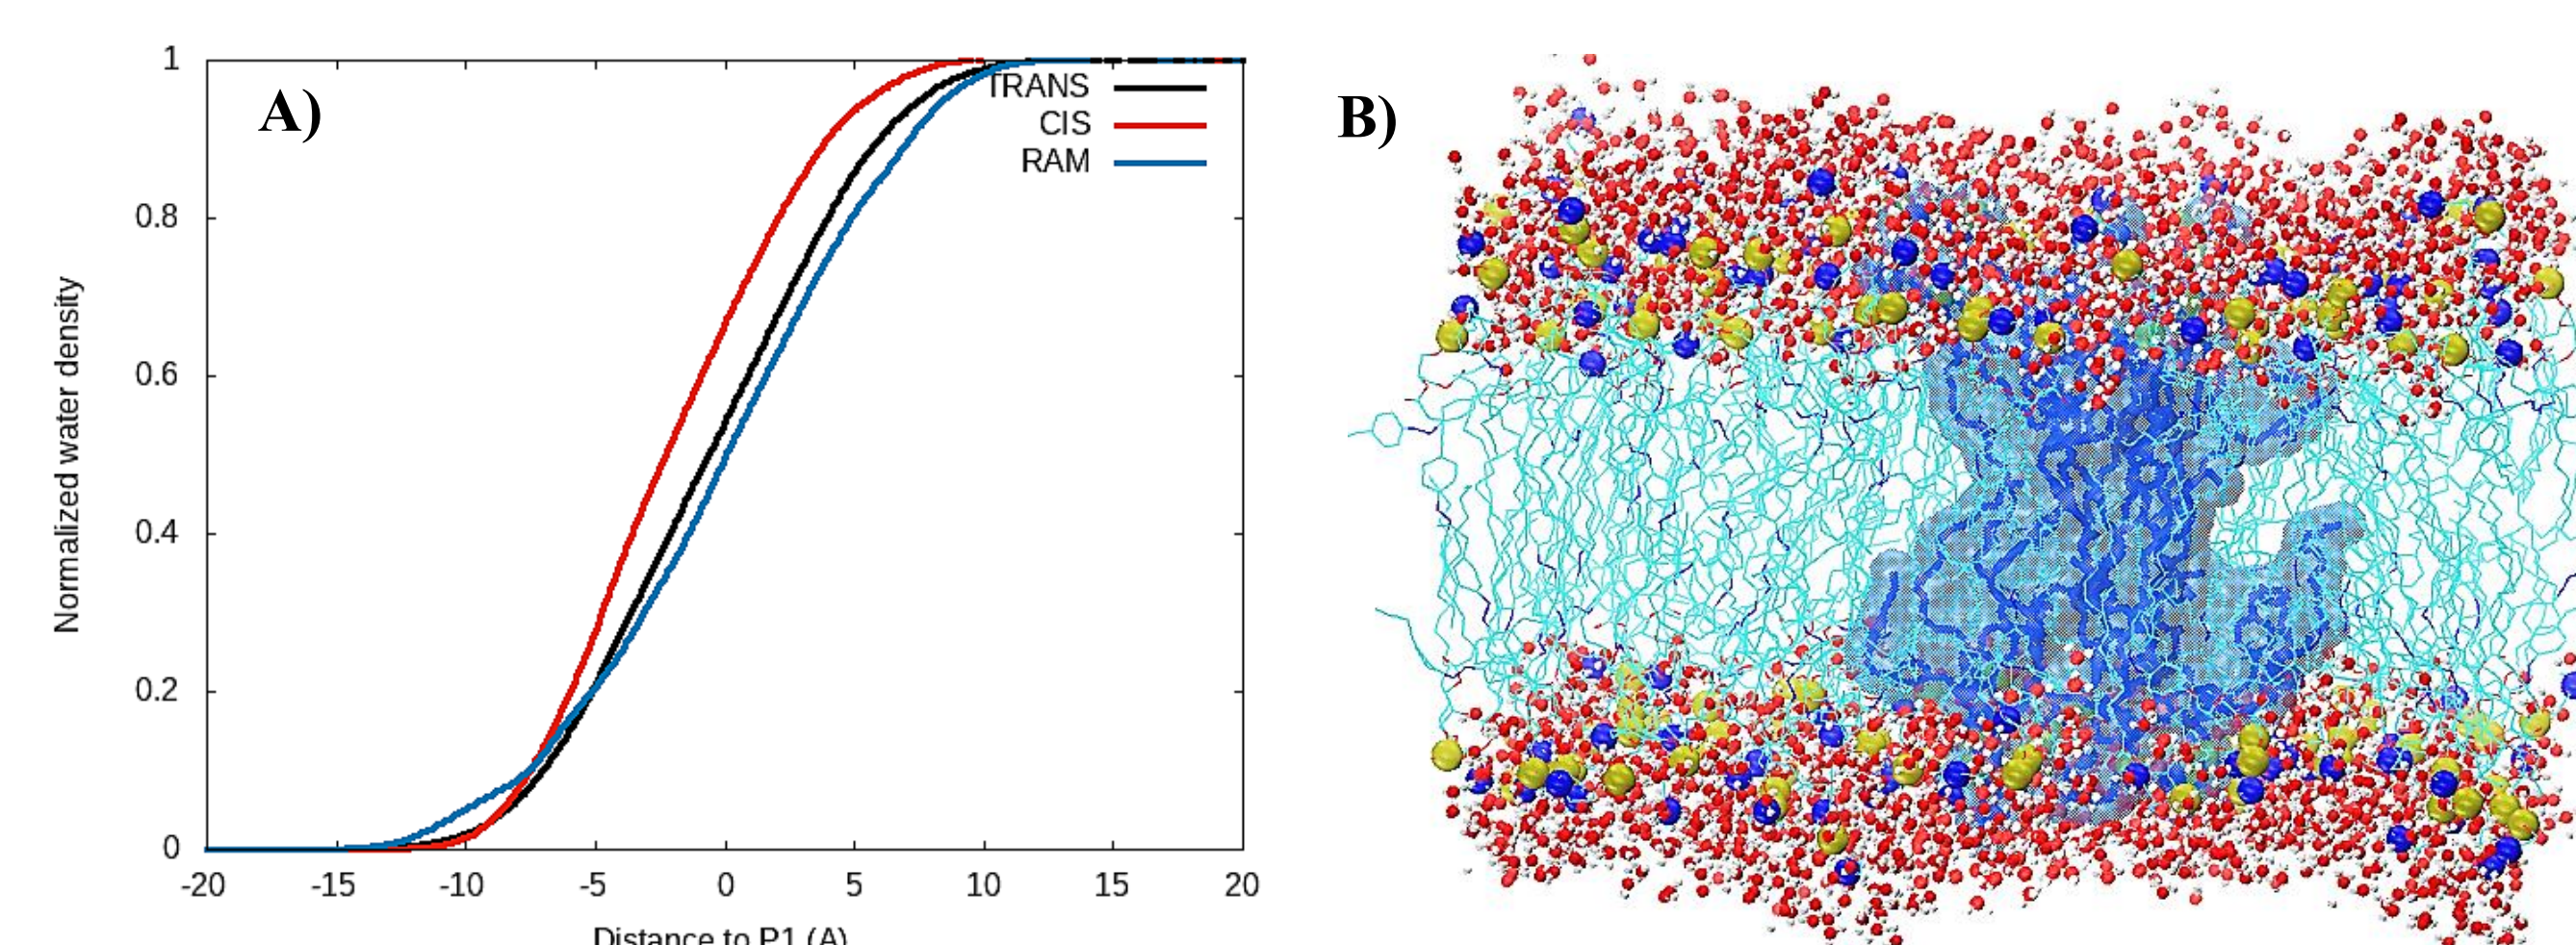 A)
B)
TRANS
CIS
RAM
1
0.8
0.6
0.4
0.2
0
Normalized water density
-20 -15 -10 -5 0 5 10 15 20
Distance to P1 (A)